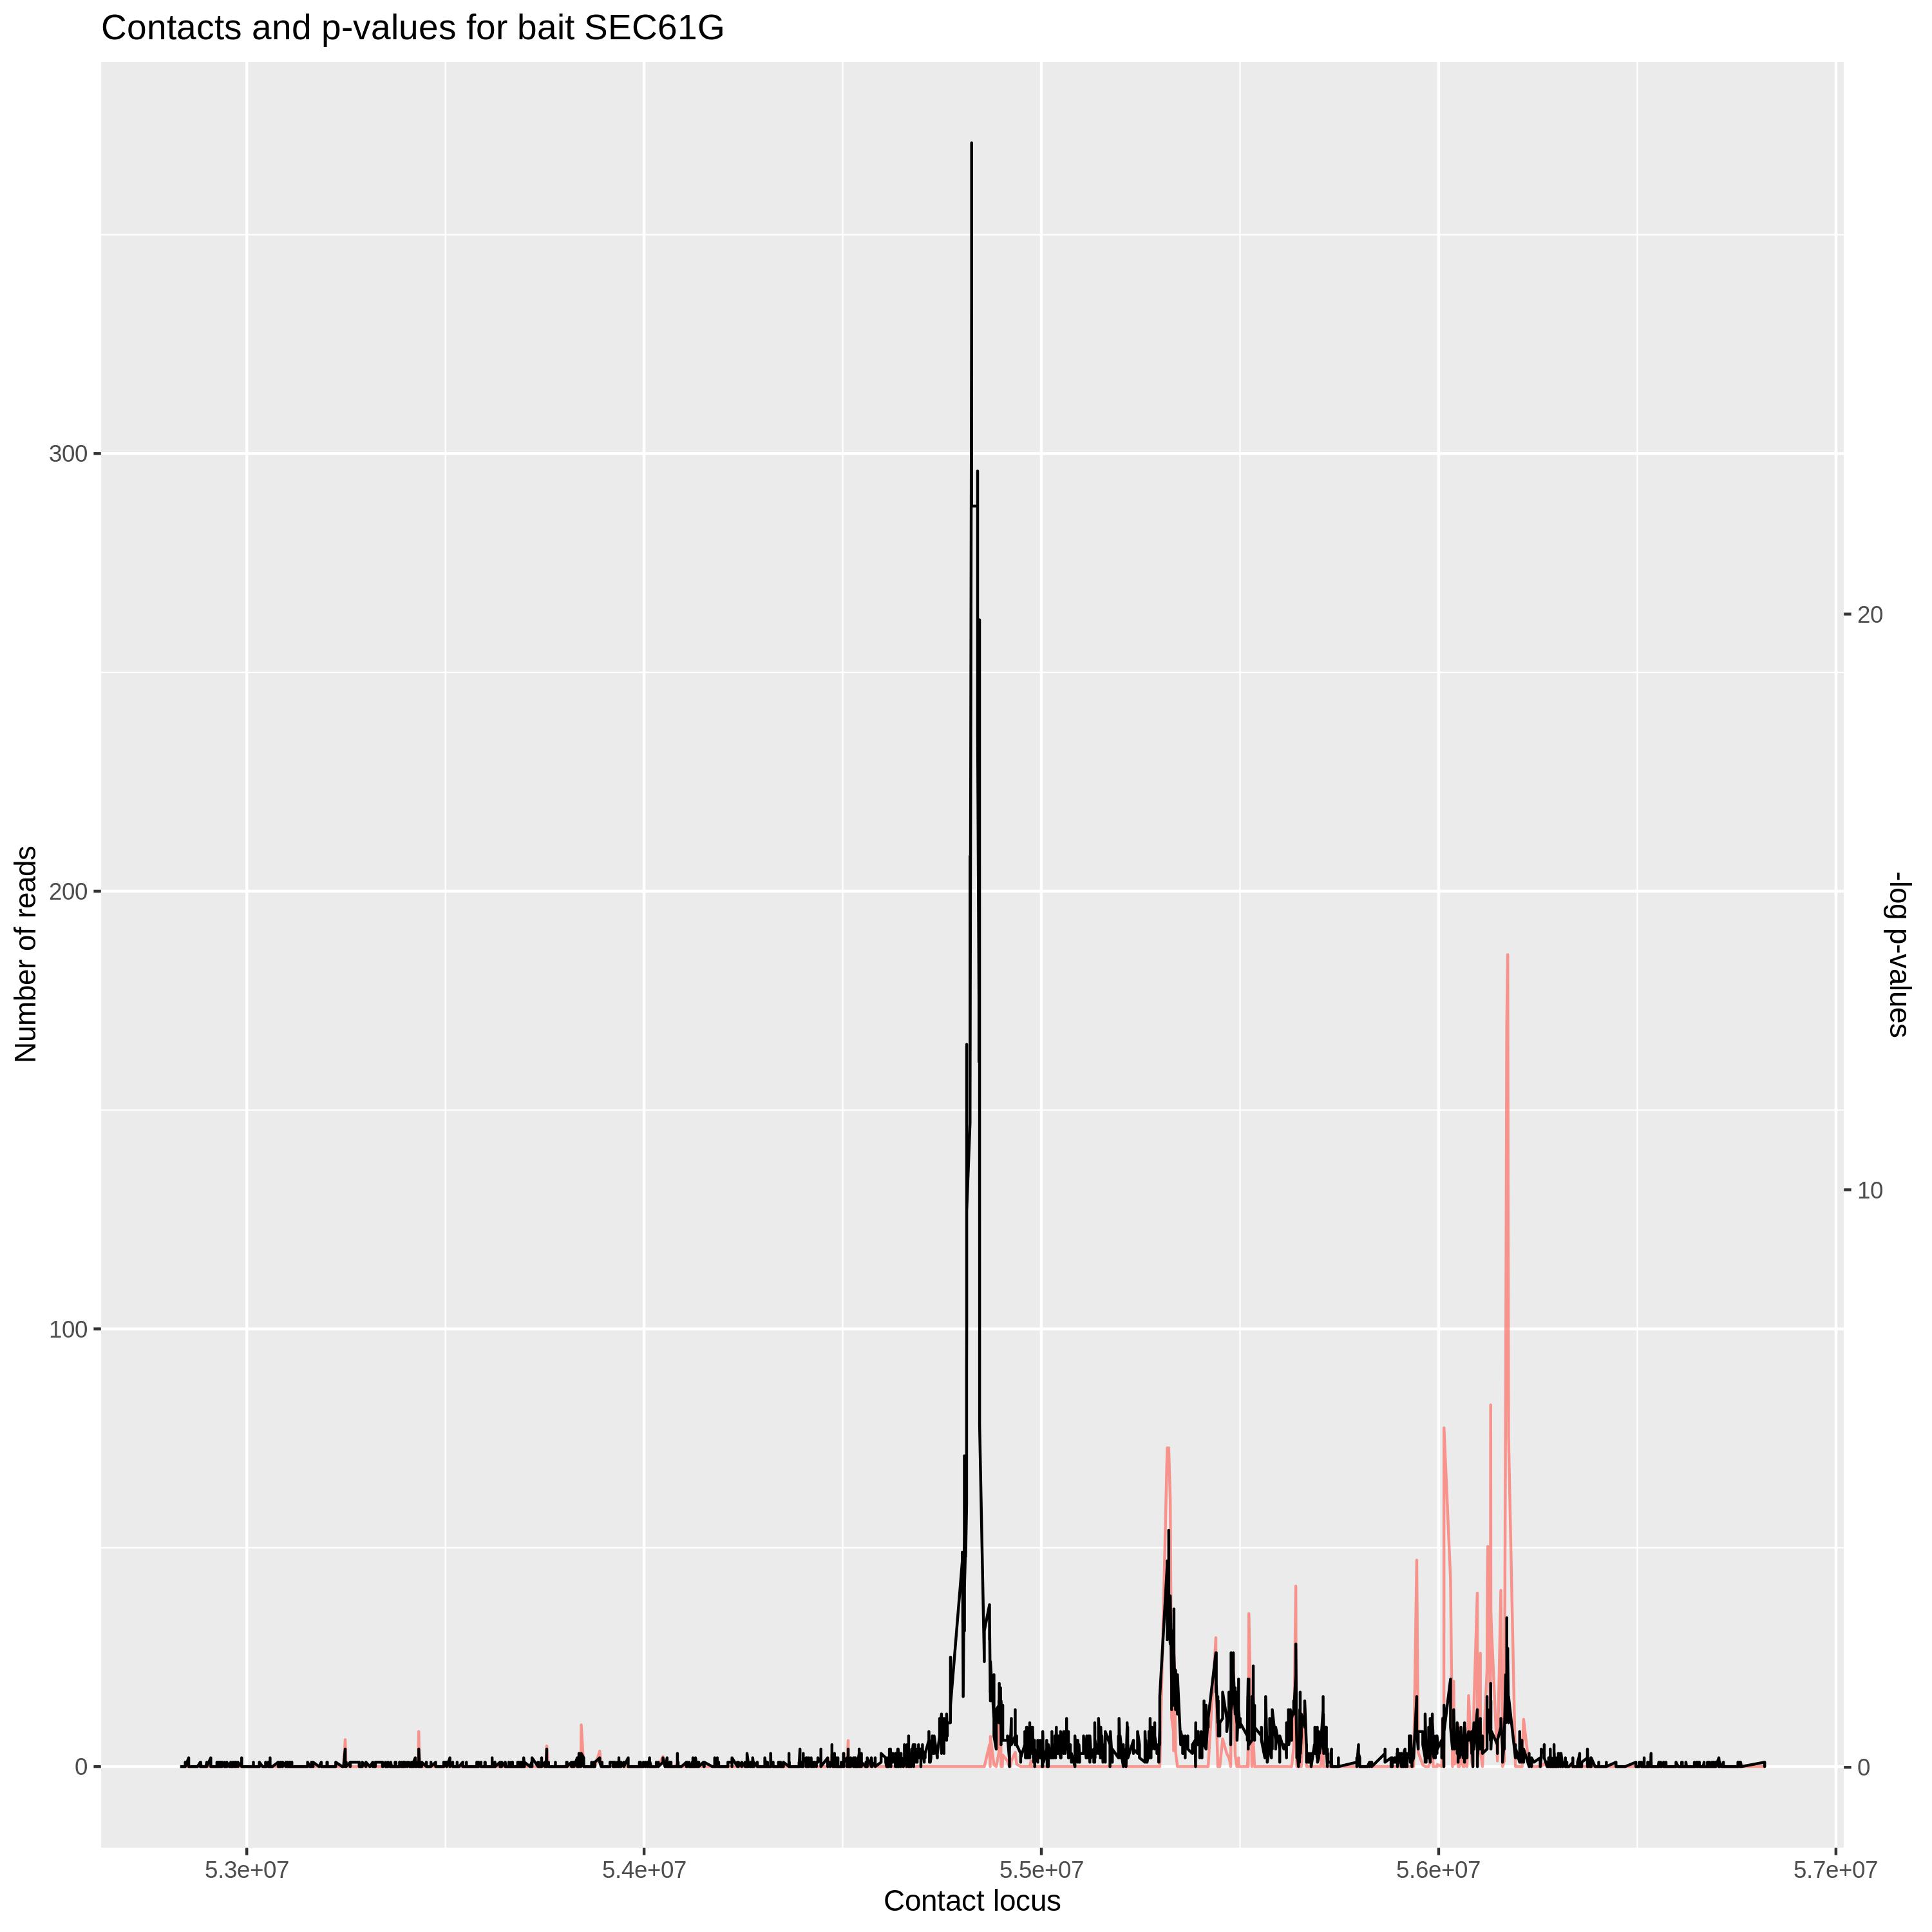 Contacts and p-values for bait SEC61G
Number of reads
300
200
100
0
20
10
0
-log p-values
5.3e+07
5.4e+07
5.5e+07
5.6e+07
5.7e+07
Contact locus